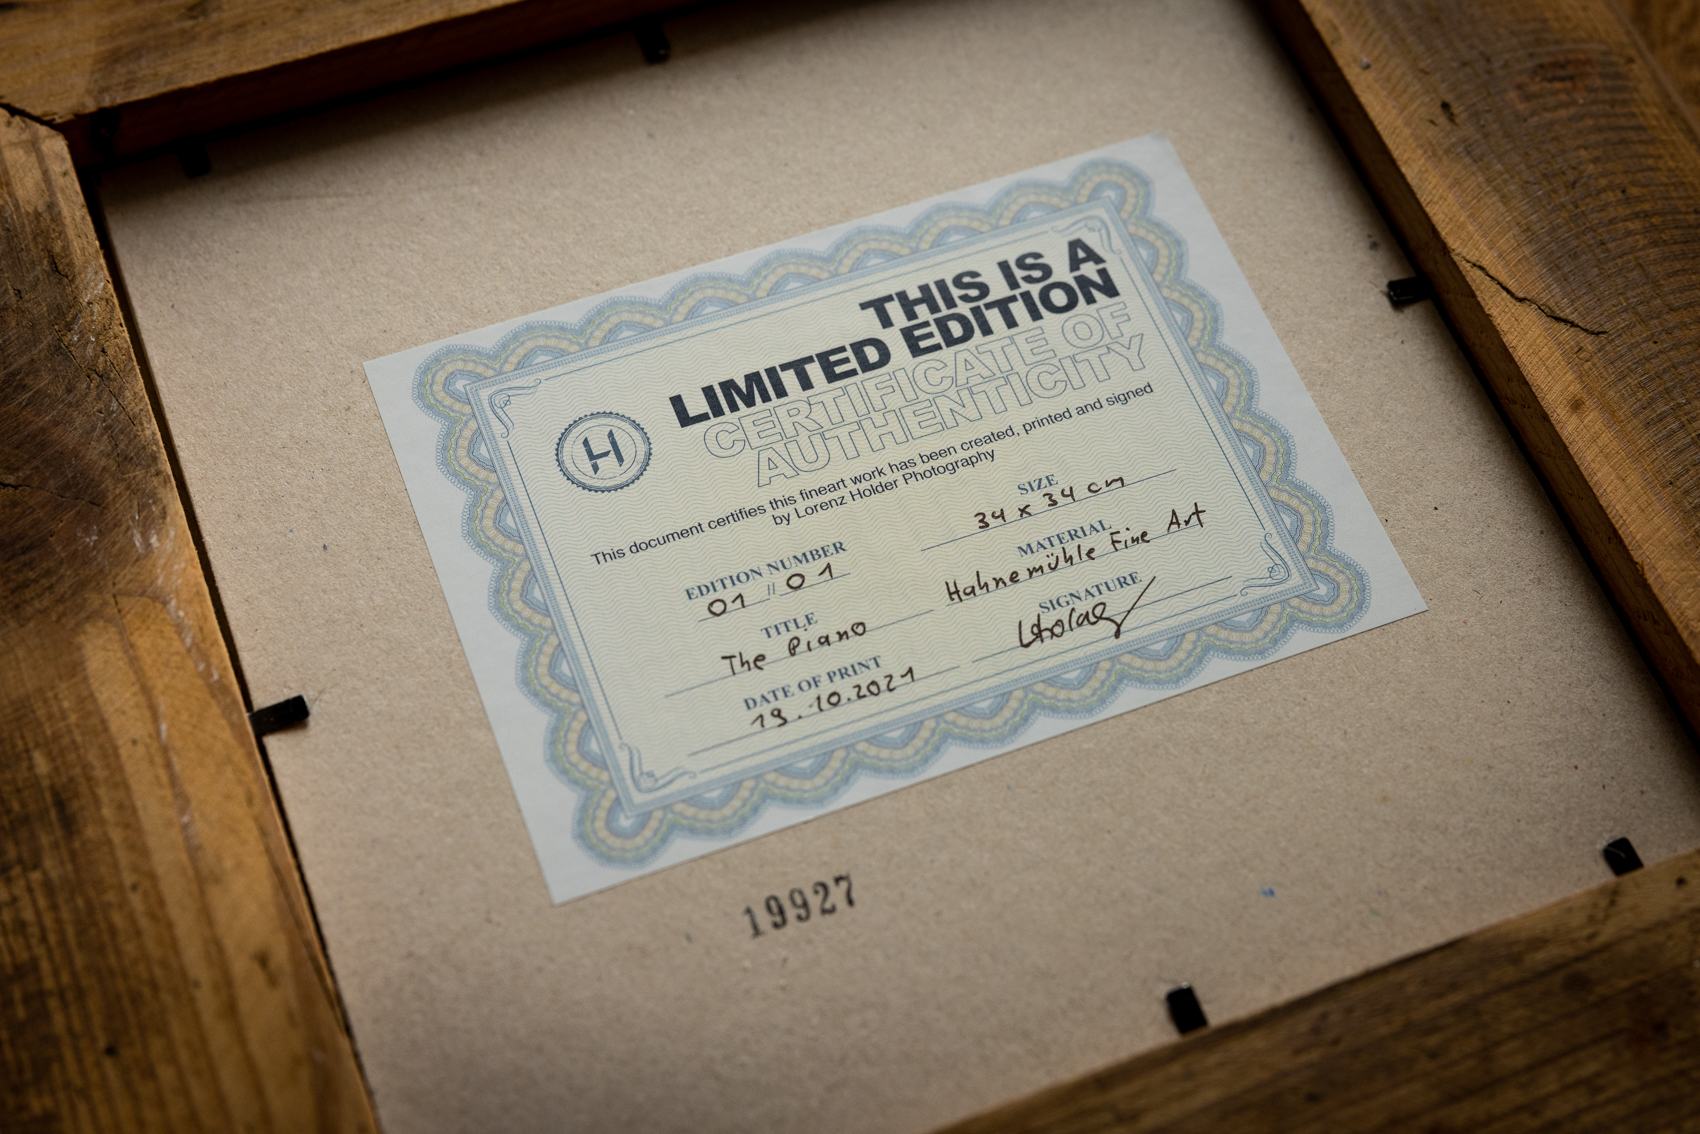 THIS IS A
LIMITED EDITION
CERTIFICATE OF
AUTHENTICITY
This document certifies this fineart work has been created, printed and signed
by Lorenz Holder Photography
EDITION NUMBER
01 // 01
TITLE
The Piano
DATE OF PRINT
19.10.2021
SIZE
34 x 34 cm
MATERIAL
Hahnemühle Fine Art
SIGNATURE
19927